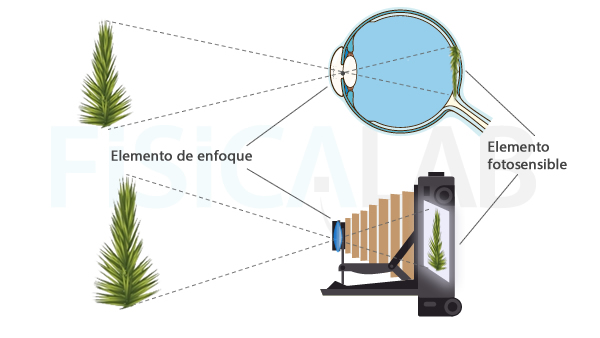 FISICALAB
Elemento de enfoque
Elemento
fotosensible